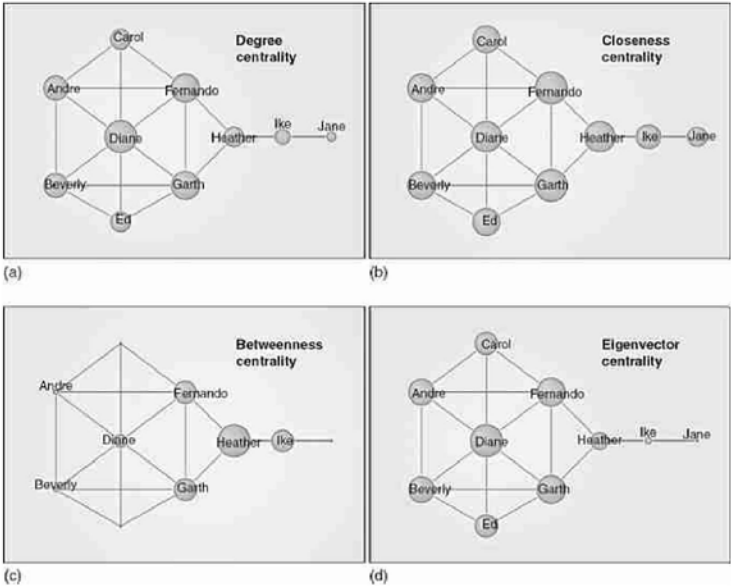 Carol
Degree
centrality
Andre
Fernando
Diane
Heather
Ike
Jane
Beverly
Garth
Ed
(a)
Carol
Closeness
centrality
Andre
Fernando
Diane
Heather
Ike
Jane
Beverly
Garth
Ed
(b)
Betweenness
centrality
Andre
Fernando
Diane
Heather
Ike
Beverly
Garth
(c)
Carol
Eigenvector
centrality
Andre
Fernando
Diane
Heather
Ike
Jane
Beverly
Garth
Ed
(d)